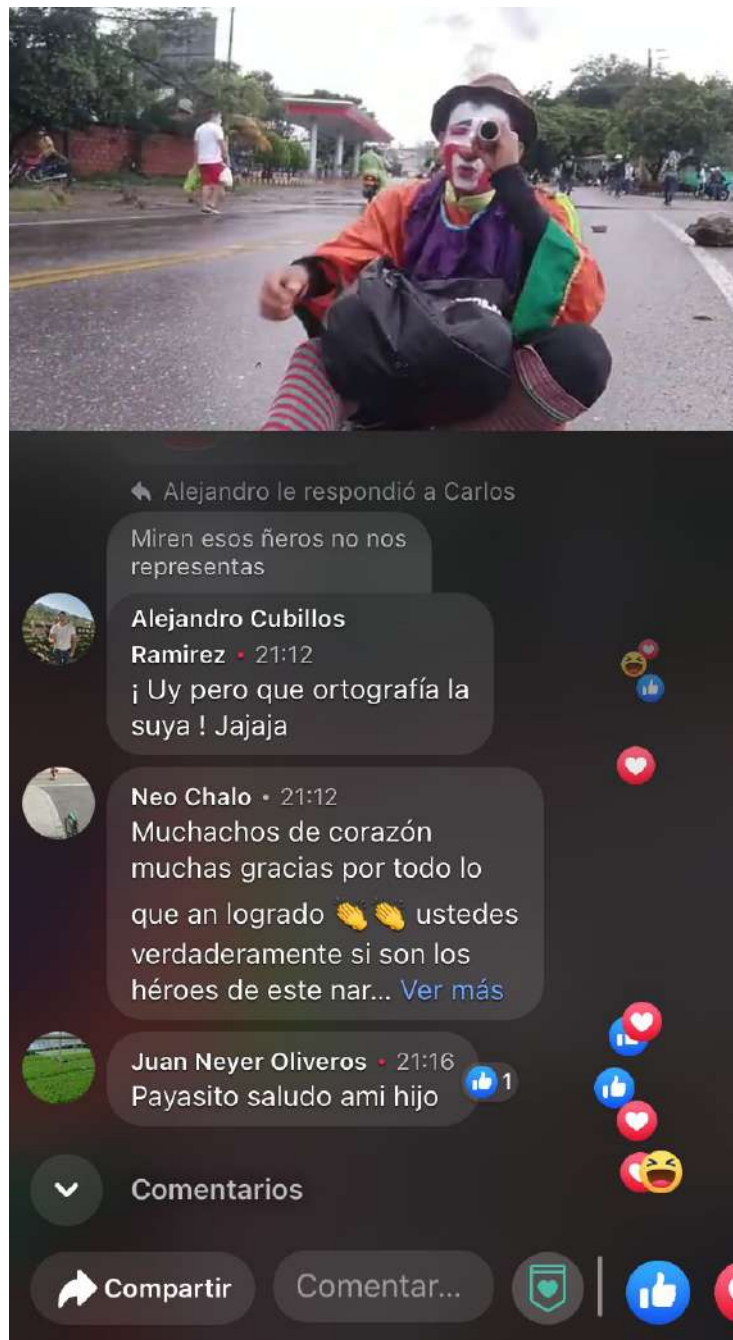 Alejandro le respondió a Carlos
Miren esos ñeros no nos
representas
Alejandro Cubillos
Ramirez • 21:12
¡ Uy pero que ortografía la
suya ! Jajaja
Neo Chalo • 21:12
Muchachos de corazón
muchas gracias por todo lo
que an logrado 👏👏 ustedes
verdaderamente si son los
héroes de este nar... Ver más
Juan Neyer Oliveros • 21:16
Payasito saludo ami hijo
1
Comentarios
Compartir
Comentar...